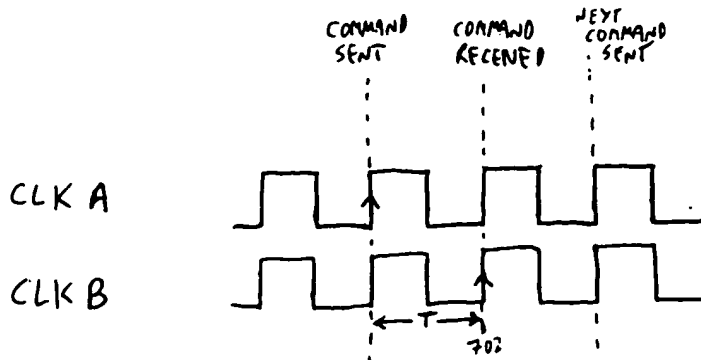 COMMAND
SENT
COMMAND
RECEIVED
NEXT
COMMAND
SENT
CLK A
CLK B
T
702